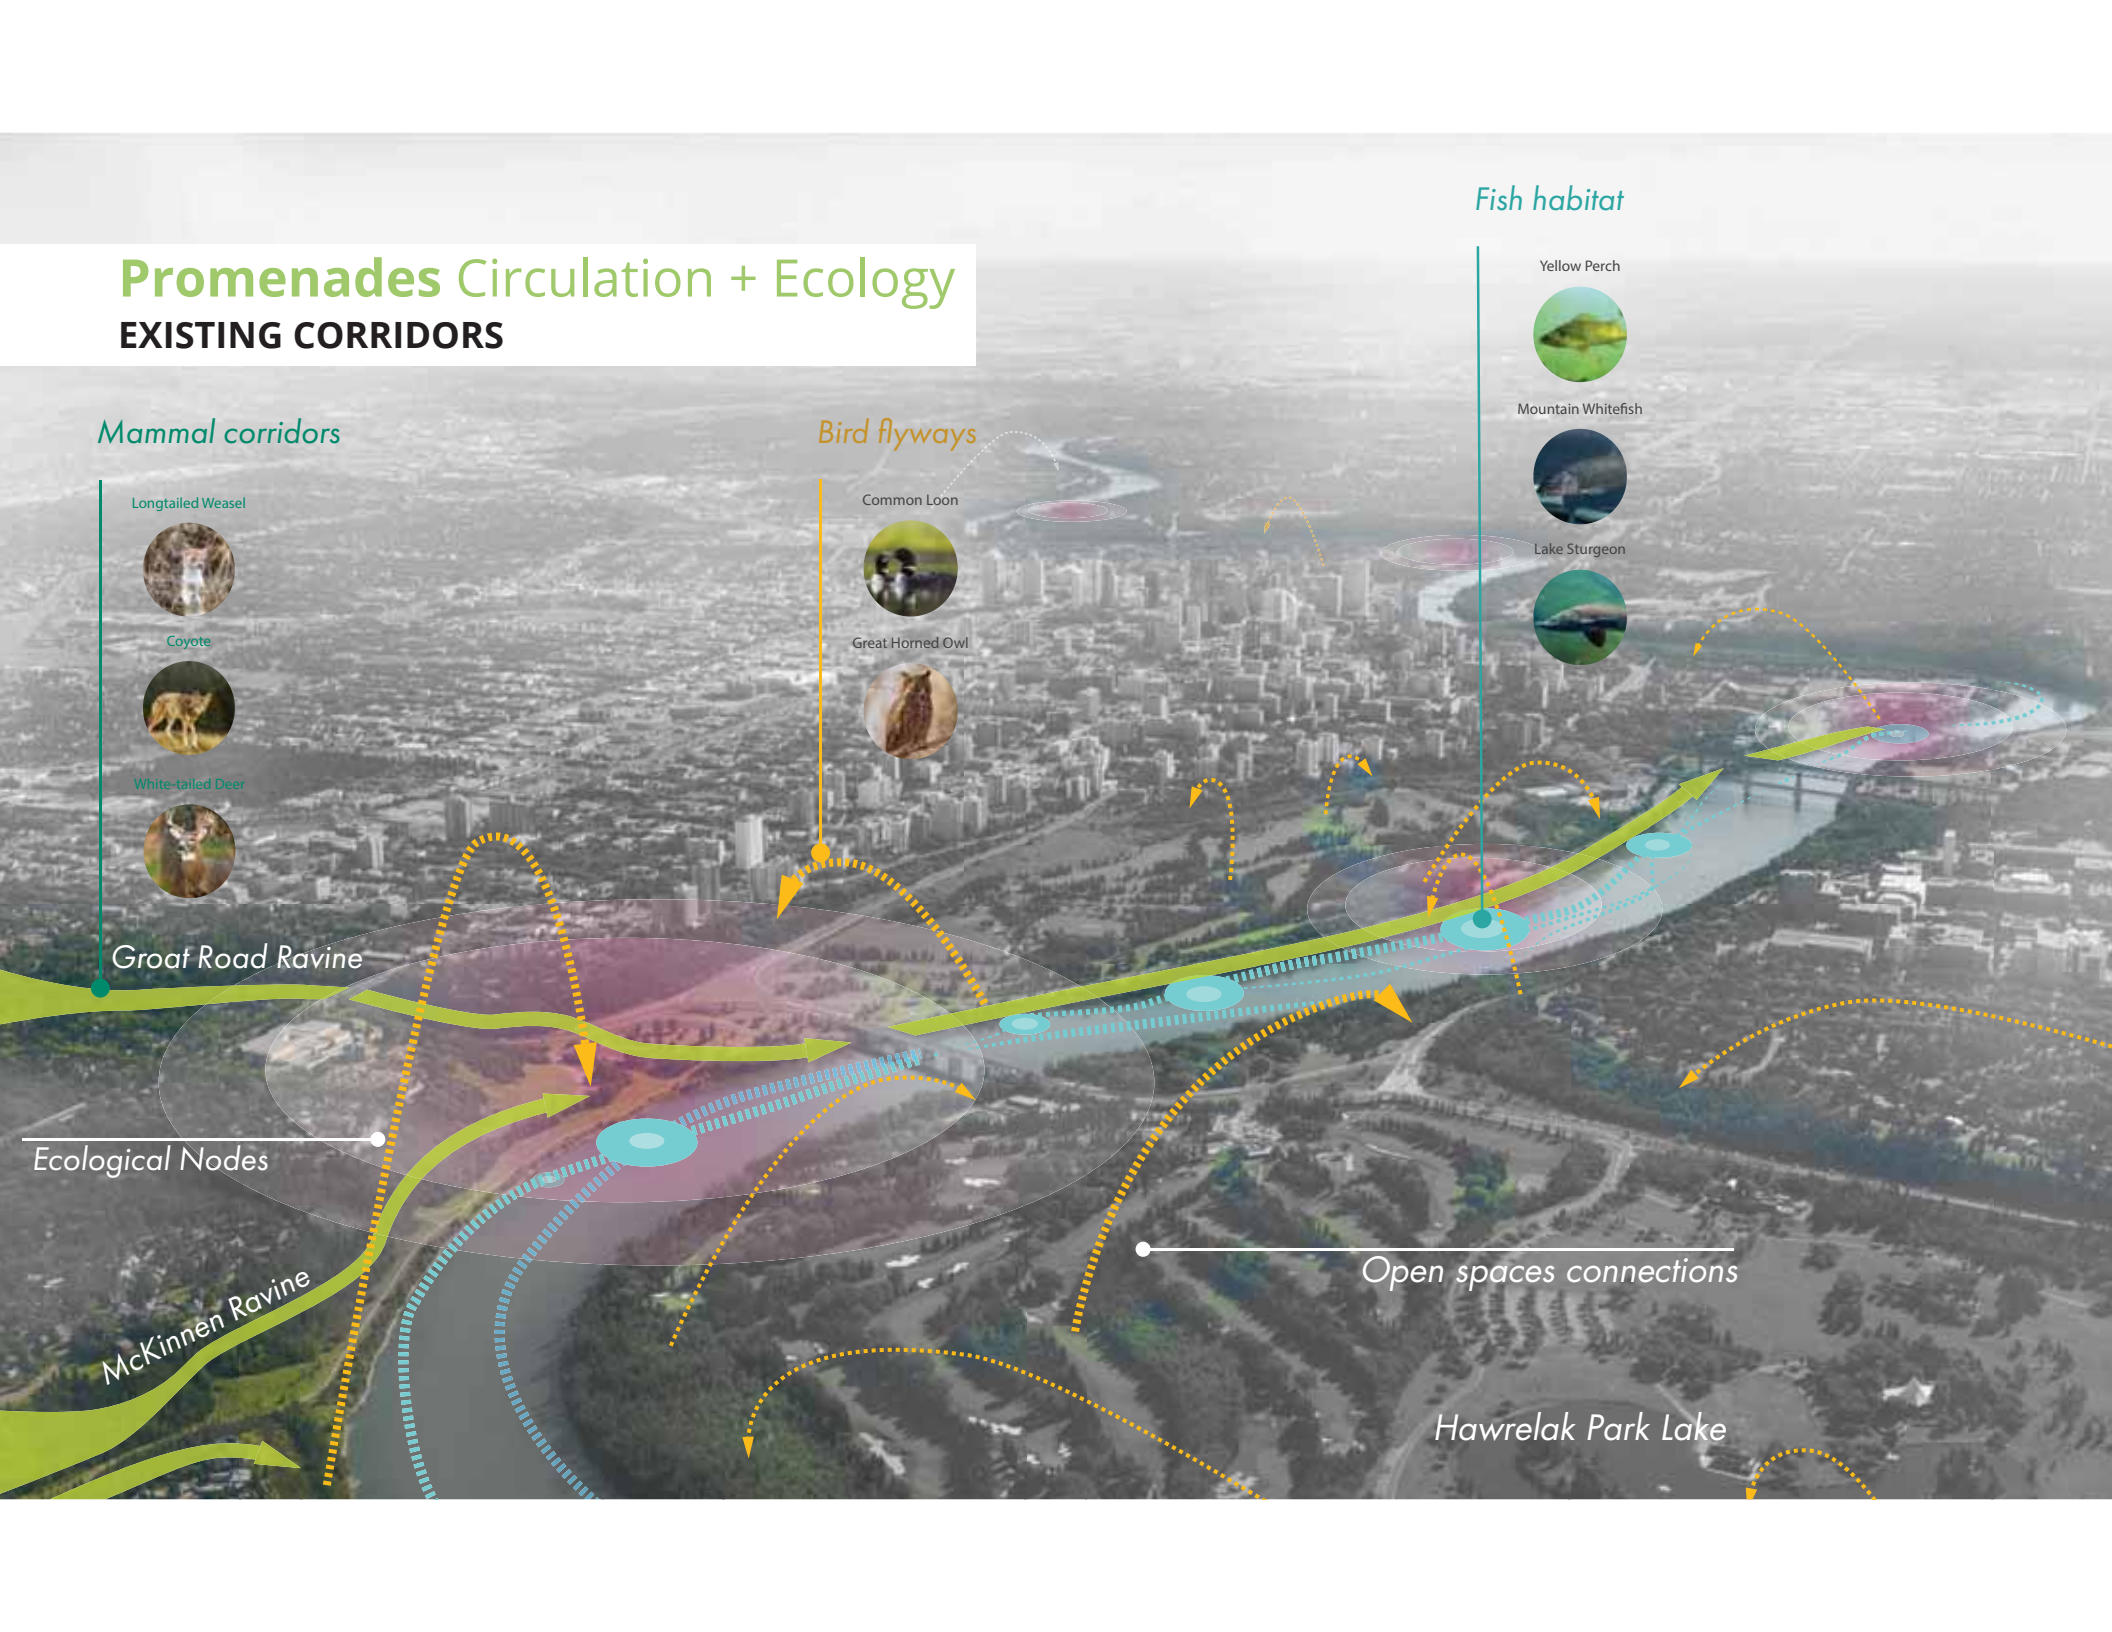 Promenades Circulation + Ecology
EXISTING CORRIDORS
Mammal corridors
Longtailed Weasel
Coyote
White-tailed Deer
Bird flyways
Common Loon
Great Horned Owl
Fish habitat
Yellow Perch
Mountain Whitefish
Lake Sturgeon
Groat Road Ravine
Ecological Nodes
McKinnen Ravine
Open spaces connections
Hawrelak Park Lake